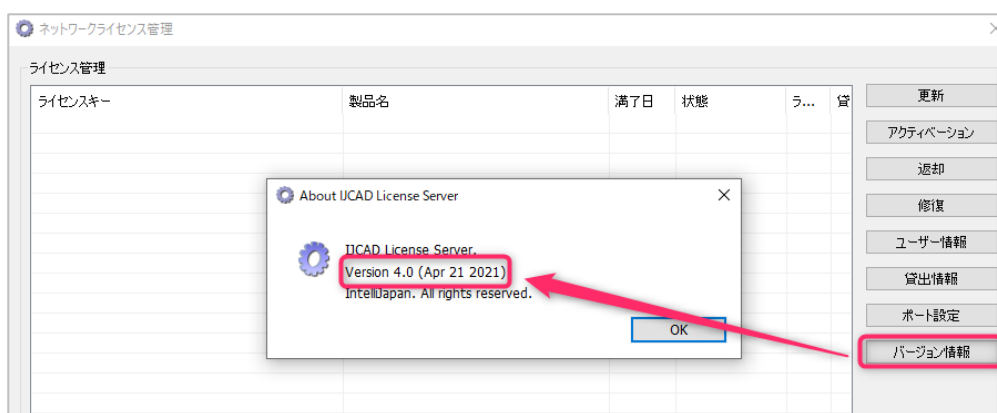 ネットワークライセンス管理
ライセンス管理
ライセンスキー 製品名 満了日 状態 ラ... 貸
更新
アクティベーション
返却
修復
ユーザー情報
貸出情報
ポート設定
バージョン情報
About IJCAD License Server
IJCAD License Server.
Version 4.0 (Apr 21 2021)
IntelliJapan. All rights reserved.
OK